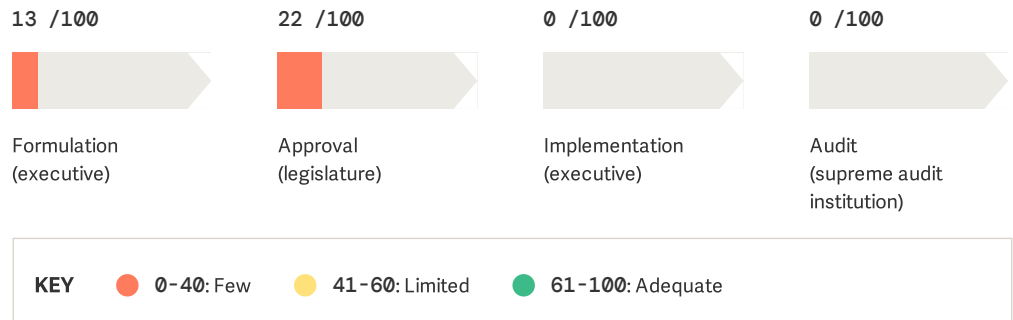 13 /100
22 /100
0 /100
0 /100
Formulation
(executive)
Approval
(legislature)
Implementation
(executive)
Audit
(supreme audit
institution)
KEY
0-40: Few
41-60: Limited
61-100: Adequate